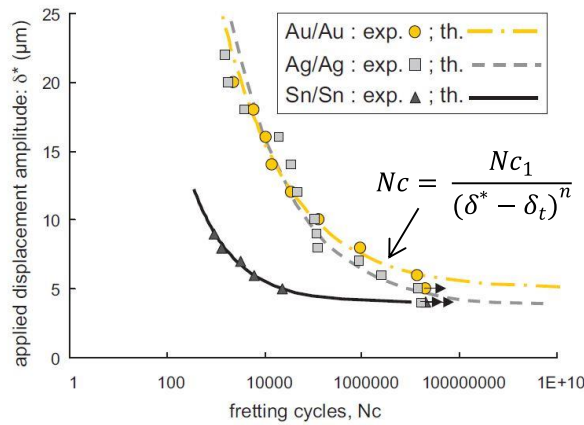 Au/Au : exp. ; th.
Ag/Ag : exp. ; th.
Sn/Sn : exp. ; th.
applied displacement amplitude: δ* (μm)
25
20
15
10
5
0
Nc = Nc₁ / (δ* − δₜ)ⁿ
1
100
10000
1000000
100000000
1E+10
fretting cycles, Nc